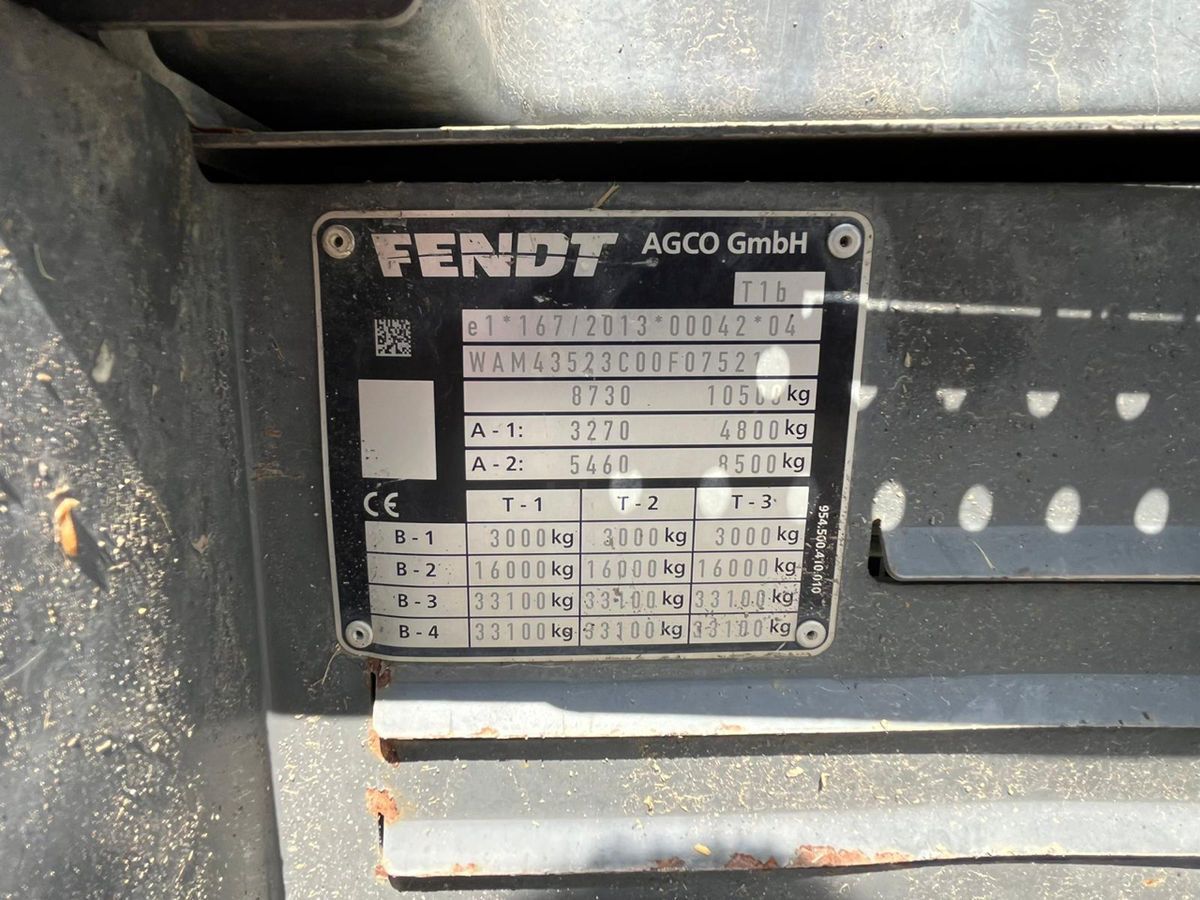 FENDT AGCO GmbH
T1b
e1*167/2013*00042*04
WAM43523C00F07521
8730 10500 kg
A - 1: 3270 4800 kg
A - 2: 5460 8500 kg
CE T - 1 T - 2 T - 3
B - 1 3000 kg 3000 kg 3000 kg
B - 2 16000 kg 16000 kg 16000 kg
B - 3 33100 kg 33100 kg 33100 kg
B - 4 33100 kg 33100 kg 33100 kg
954.500.410.010